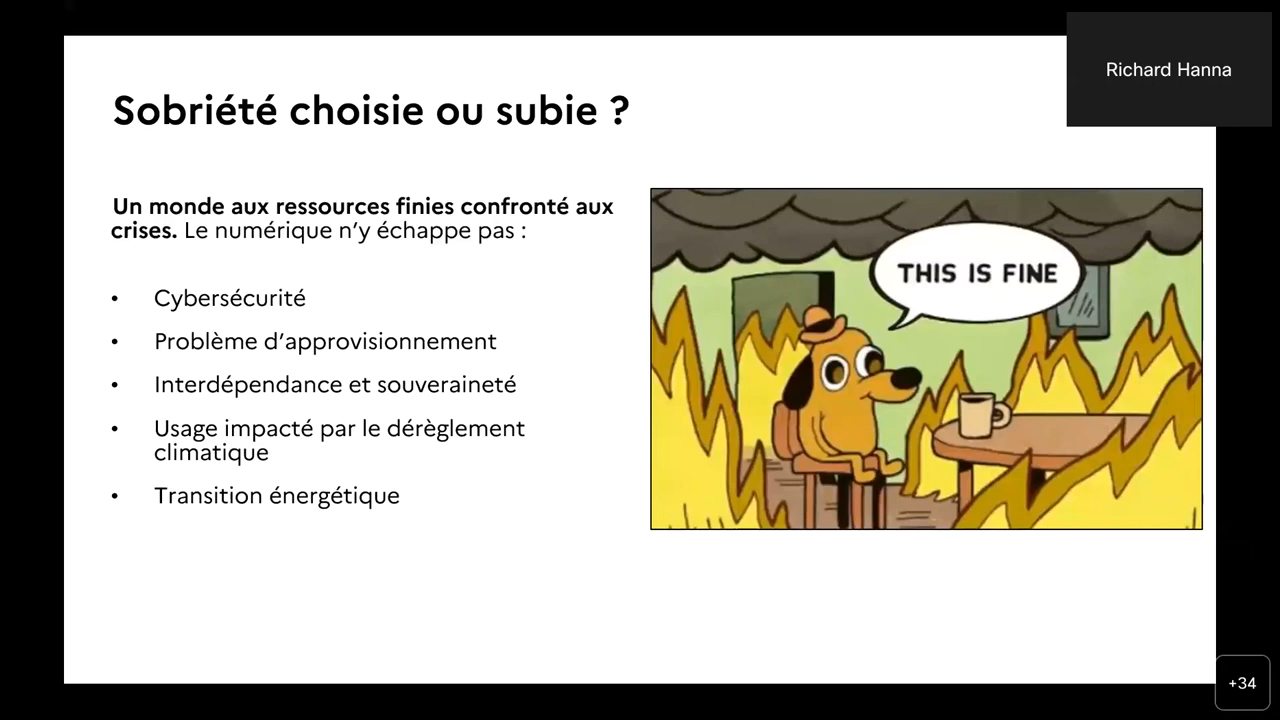 Richard Hanna
Sobriété choisie ou subie ?
Un monde aux ressources finies confronté aux
crises. Le numérique n’y échappe pas :
• Cybersécurité
• Problème d’approvisionnement
• Interdépendance et souveraineté
• Usage impacté par le dérèglement
climatique
• Transition énergétique
THIS IS FINE
+34